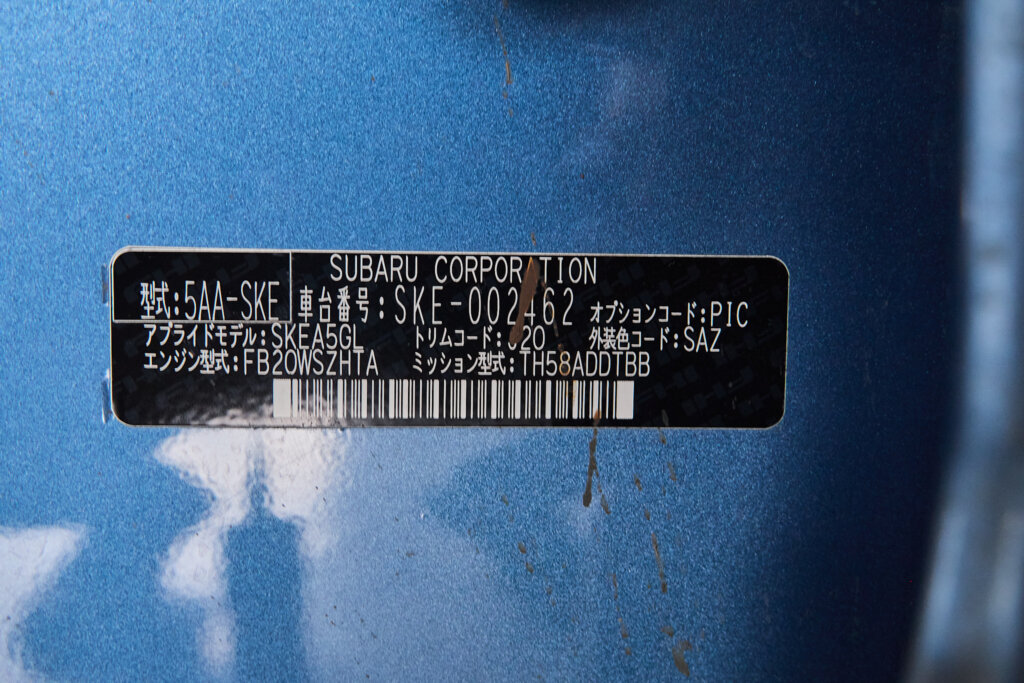 SUBARU CORPORATION
型式:5AA-SKE 車台番号:SKE-002462 オプションコード:PIC
アプライドモデル:SKEA5GL トリムコード:J20 外装色コード:SAZ
エンジン型式:FB20WSZHTA ミッション型式:TH58ADDTBB